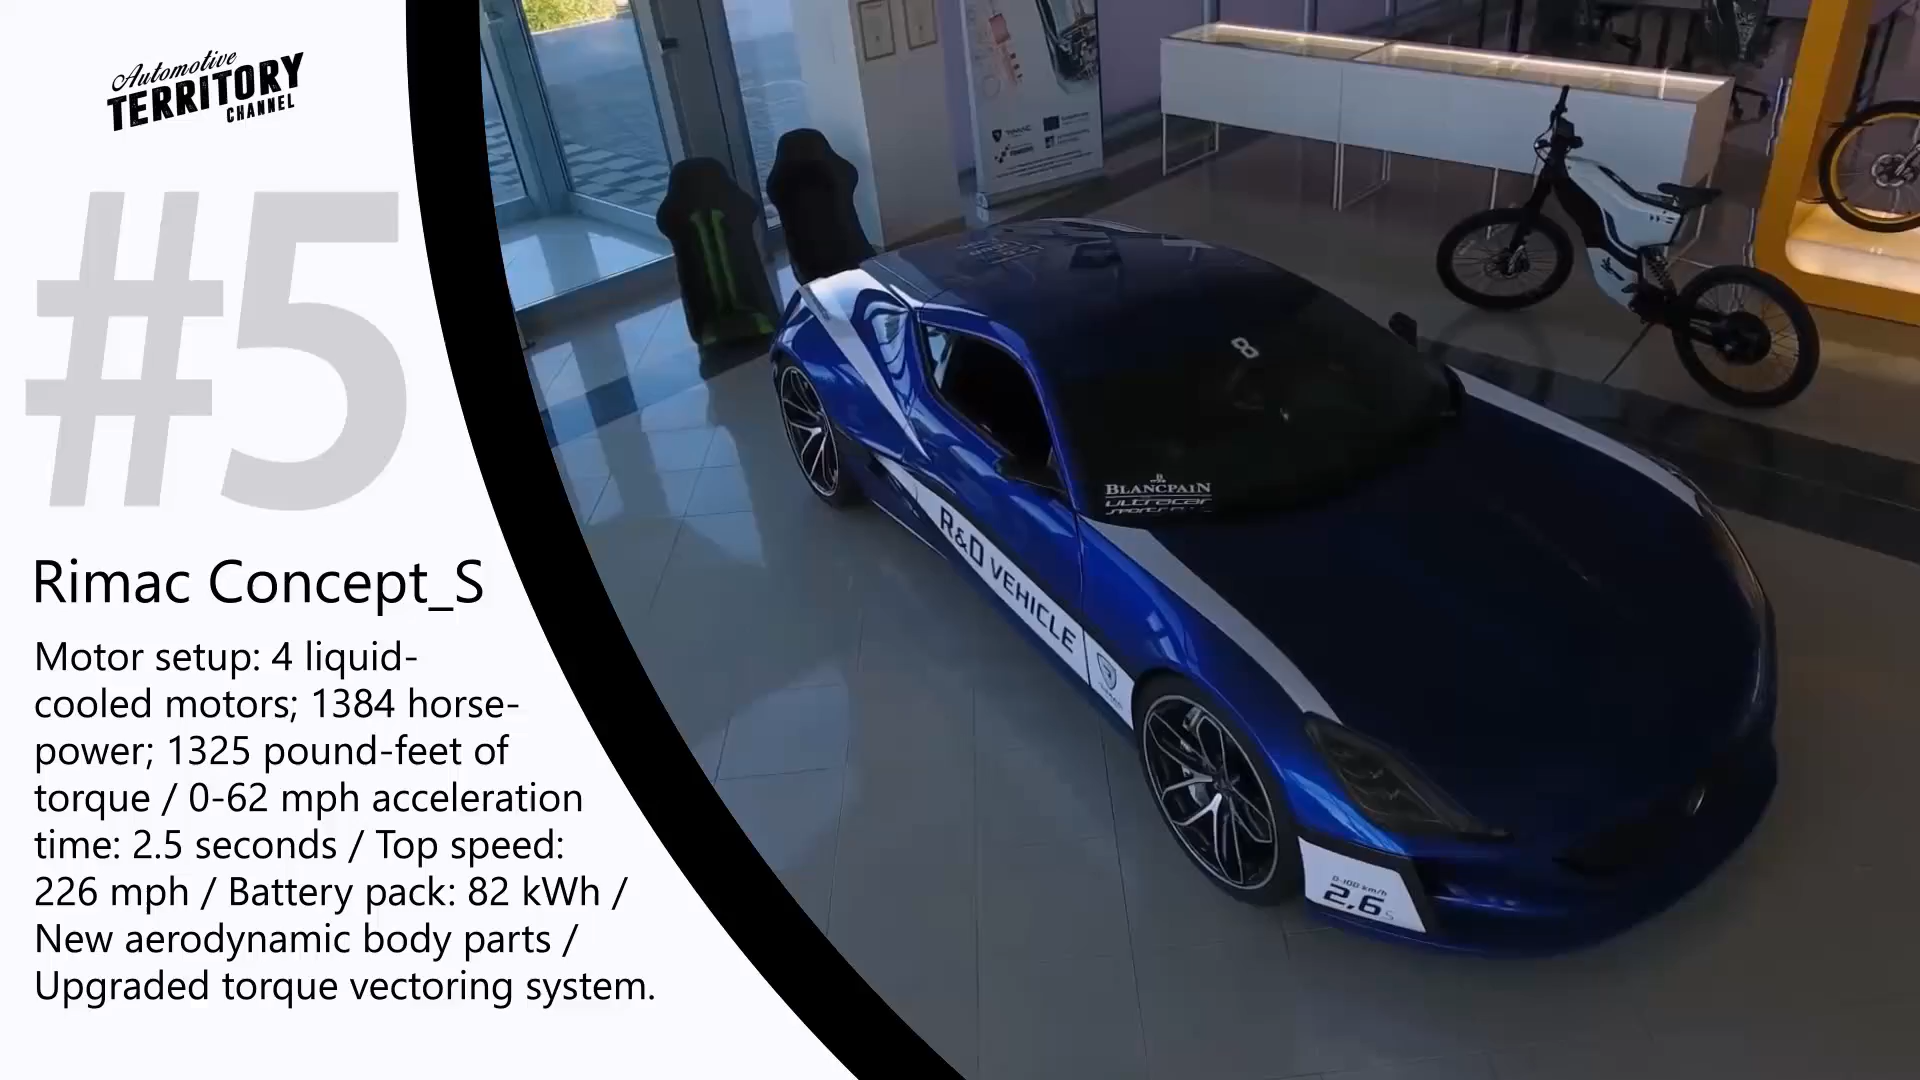 Automotive
TERRITORY
CHANNEL
#5
Rimac Concept_S
Motor setup: 4 liquid-
cooled motors; 1384 horse-
power; 1325 pound-feet of
torque / 0-62 mph acceleration
time: 2.5 seconds / Top speed:
226 mph / Battery pack: 82 kWh /
New aerodynamic body parts /
Upgraded torque vectoring system.
8
BLANCPAIN
ultracar
R&D VEHICLE
0-100 km/h
2,6 s